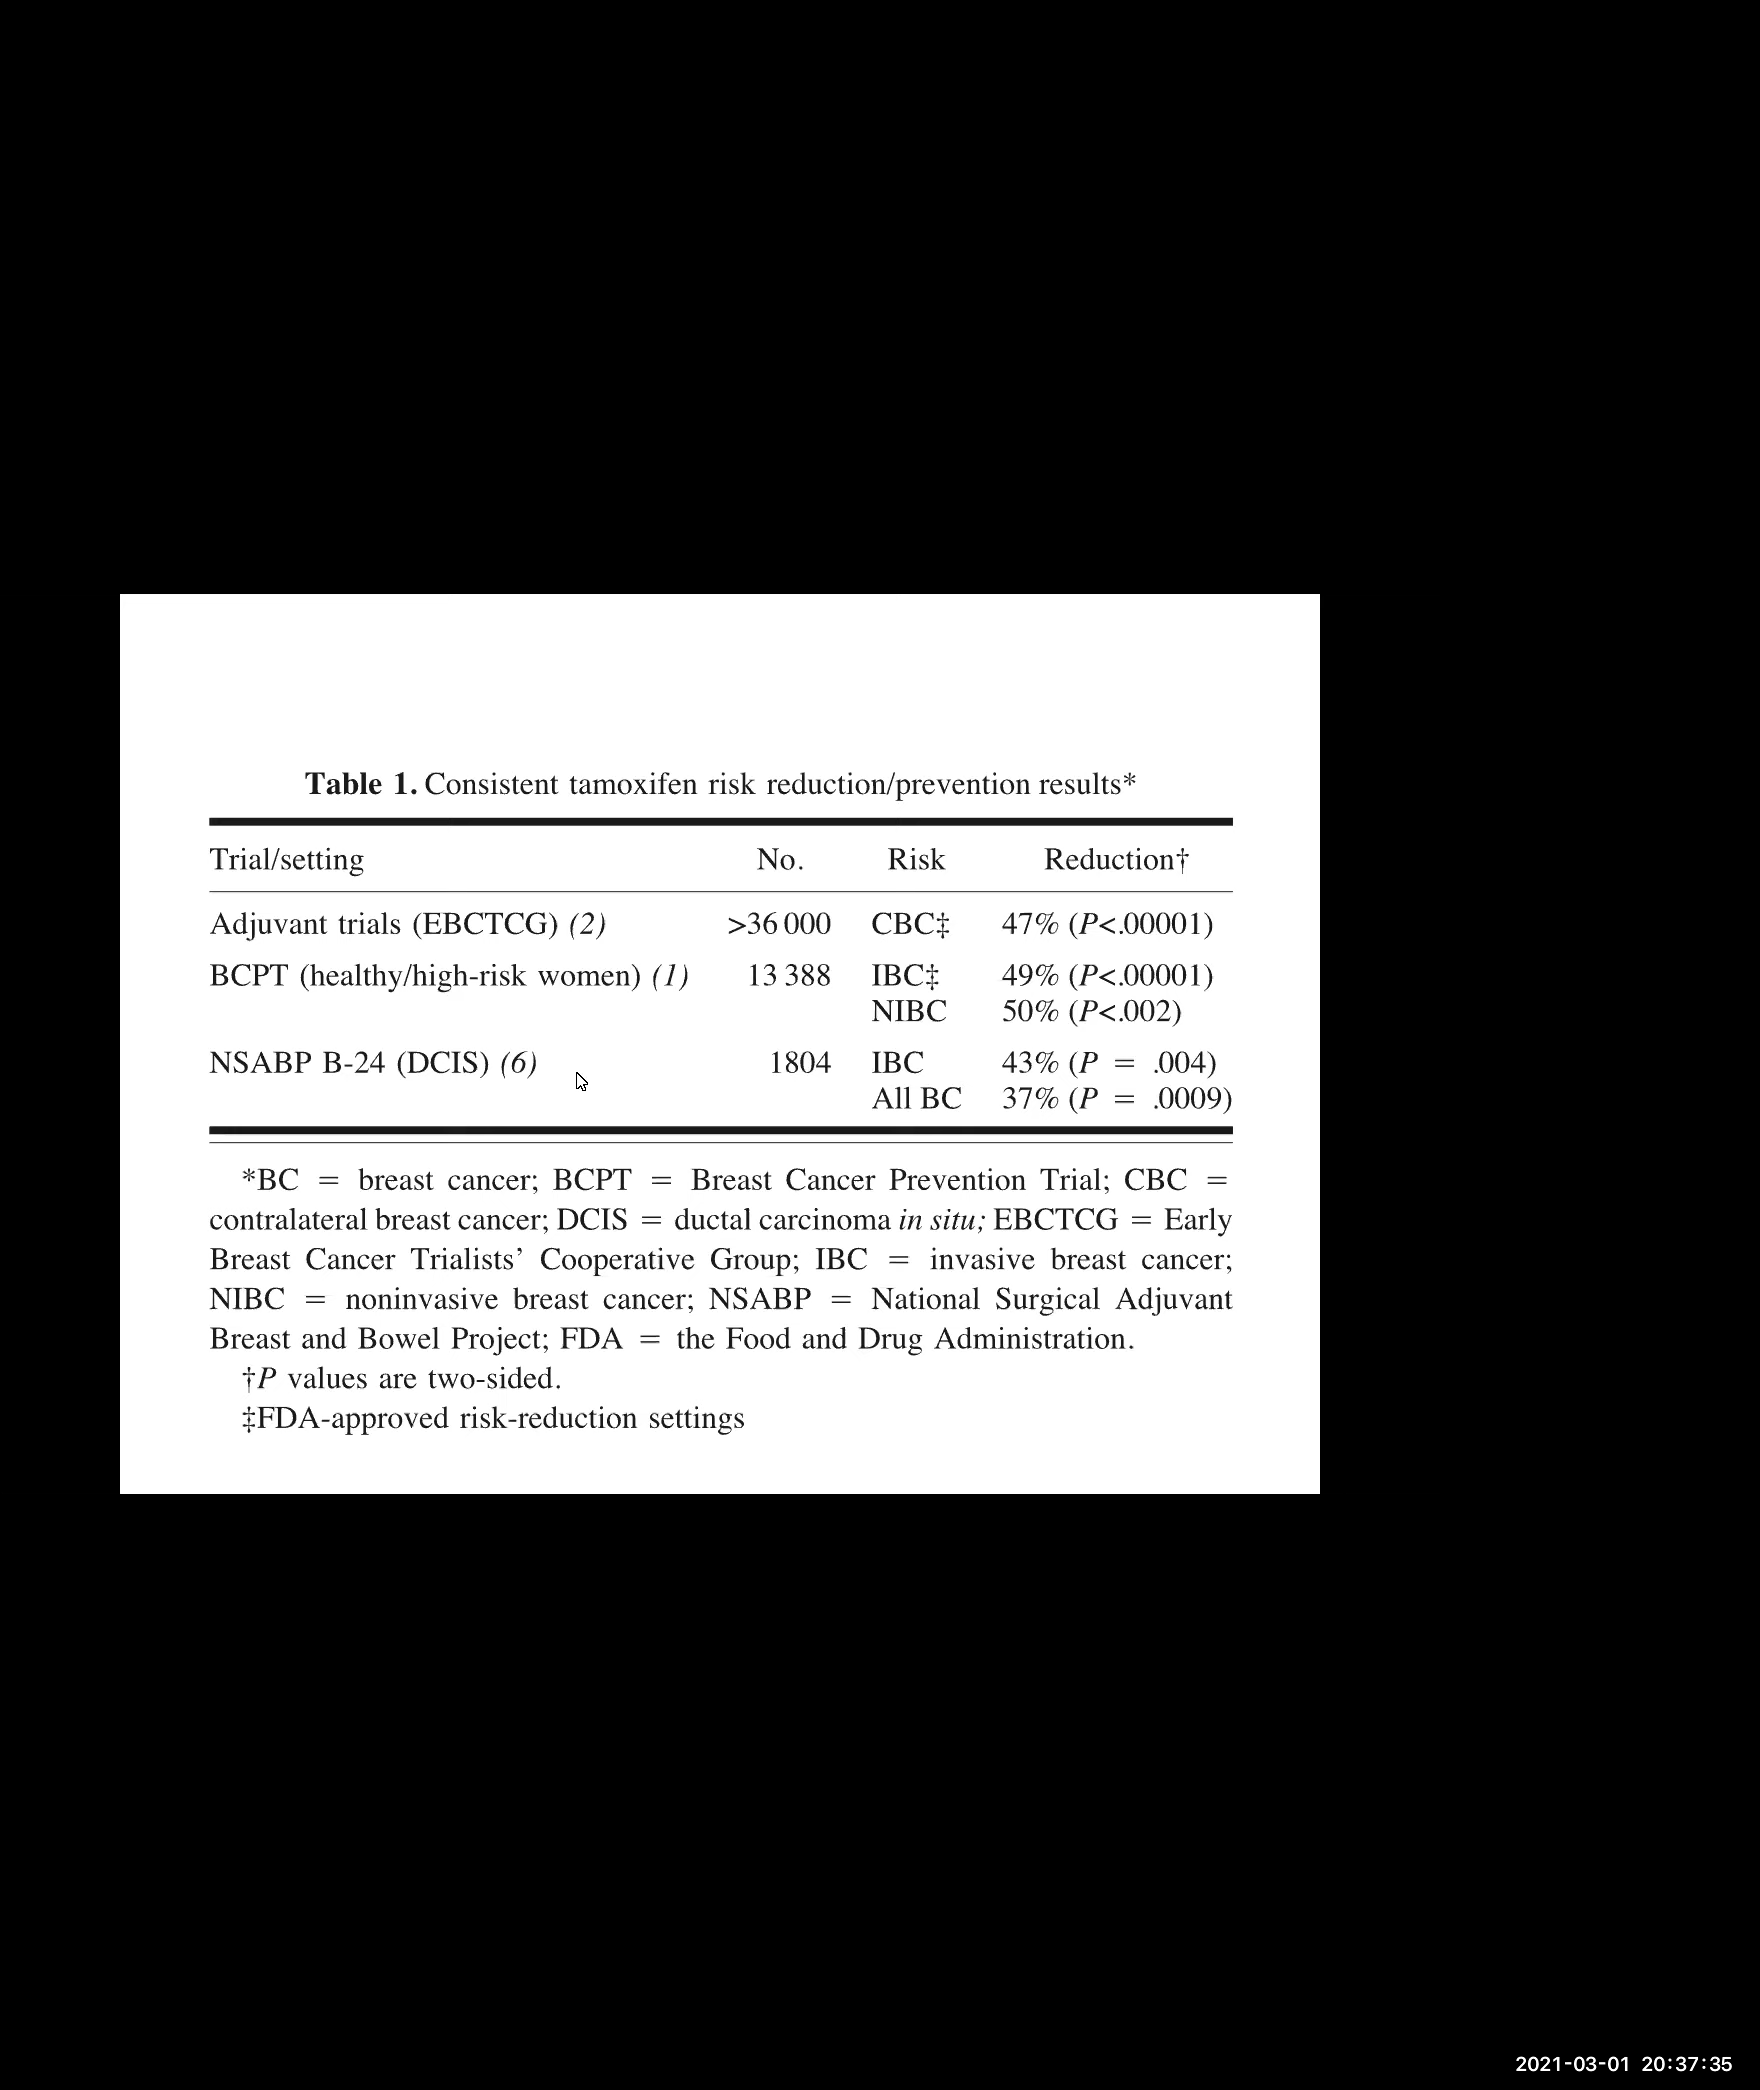 Table 1. Consistent tamoxifen risk reduction/prevention results*
Trial/setting No. Risk Reduction†
Adjuvant trials (EBCTCG) (2) >36 000 CBC‡ 47% (P<.00001)
BCPT (healthy/high-risk women) (1) 13 388 IBC‡ 49% (P<.00001)
NIBC 50% (P<.002)
NSABP B-24 (DCIS) (6) 1804 IBC 43% (P = .004)
All BC 37% (P = .0009)
*BC = breast cancer; BCPT = Breast Cancer Prevention Trial; CBC =
contralateral breast cancer; DCIS = ductal carcinoma in situ; EBCTCG = Early
Breast Cancer Trialists’ Cooperative Group; IBC = invasive breast cancer;
NIBC = noninvasive breast cancer; NSABP = National Surgical Adjuvant
Breast and Bowel Project; FDA = the Food and Drug Administration.
†P values are two-sided.
‡FDA-approved risk-reduction settings
2021-03-01 20:37:35